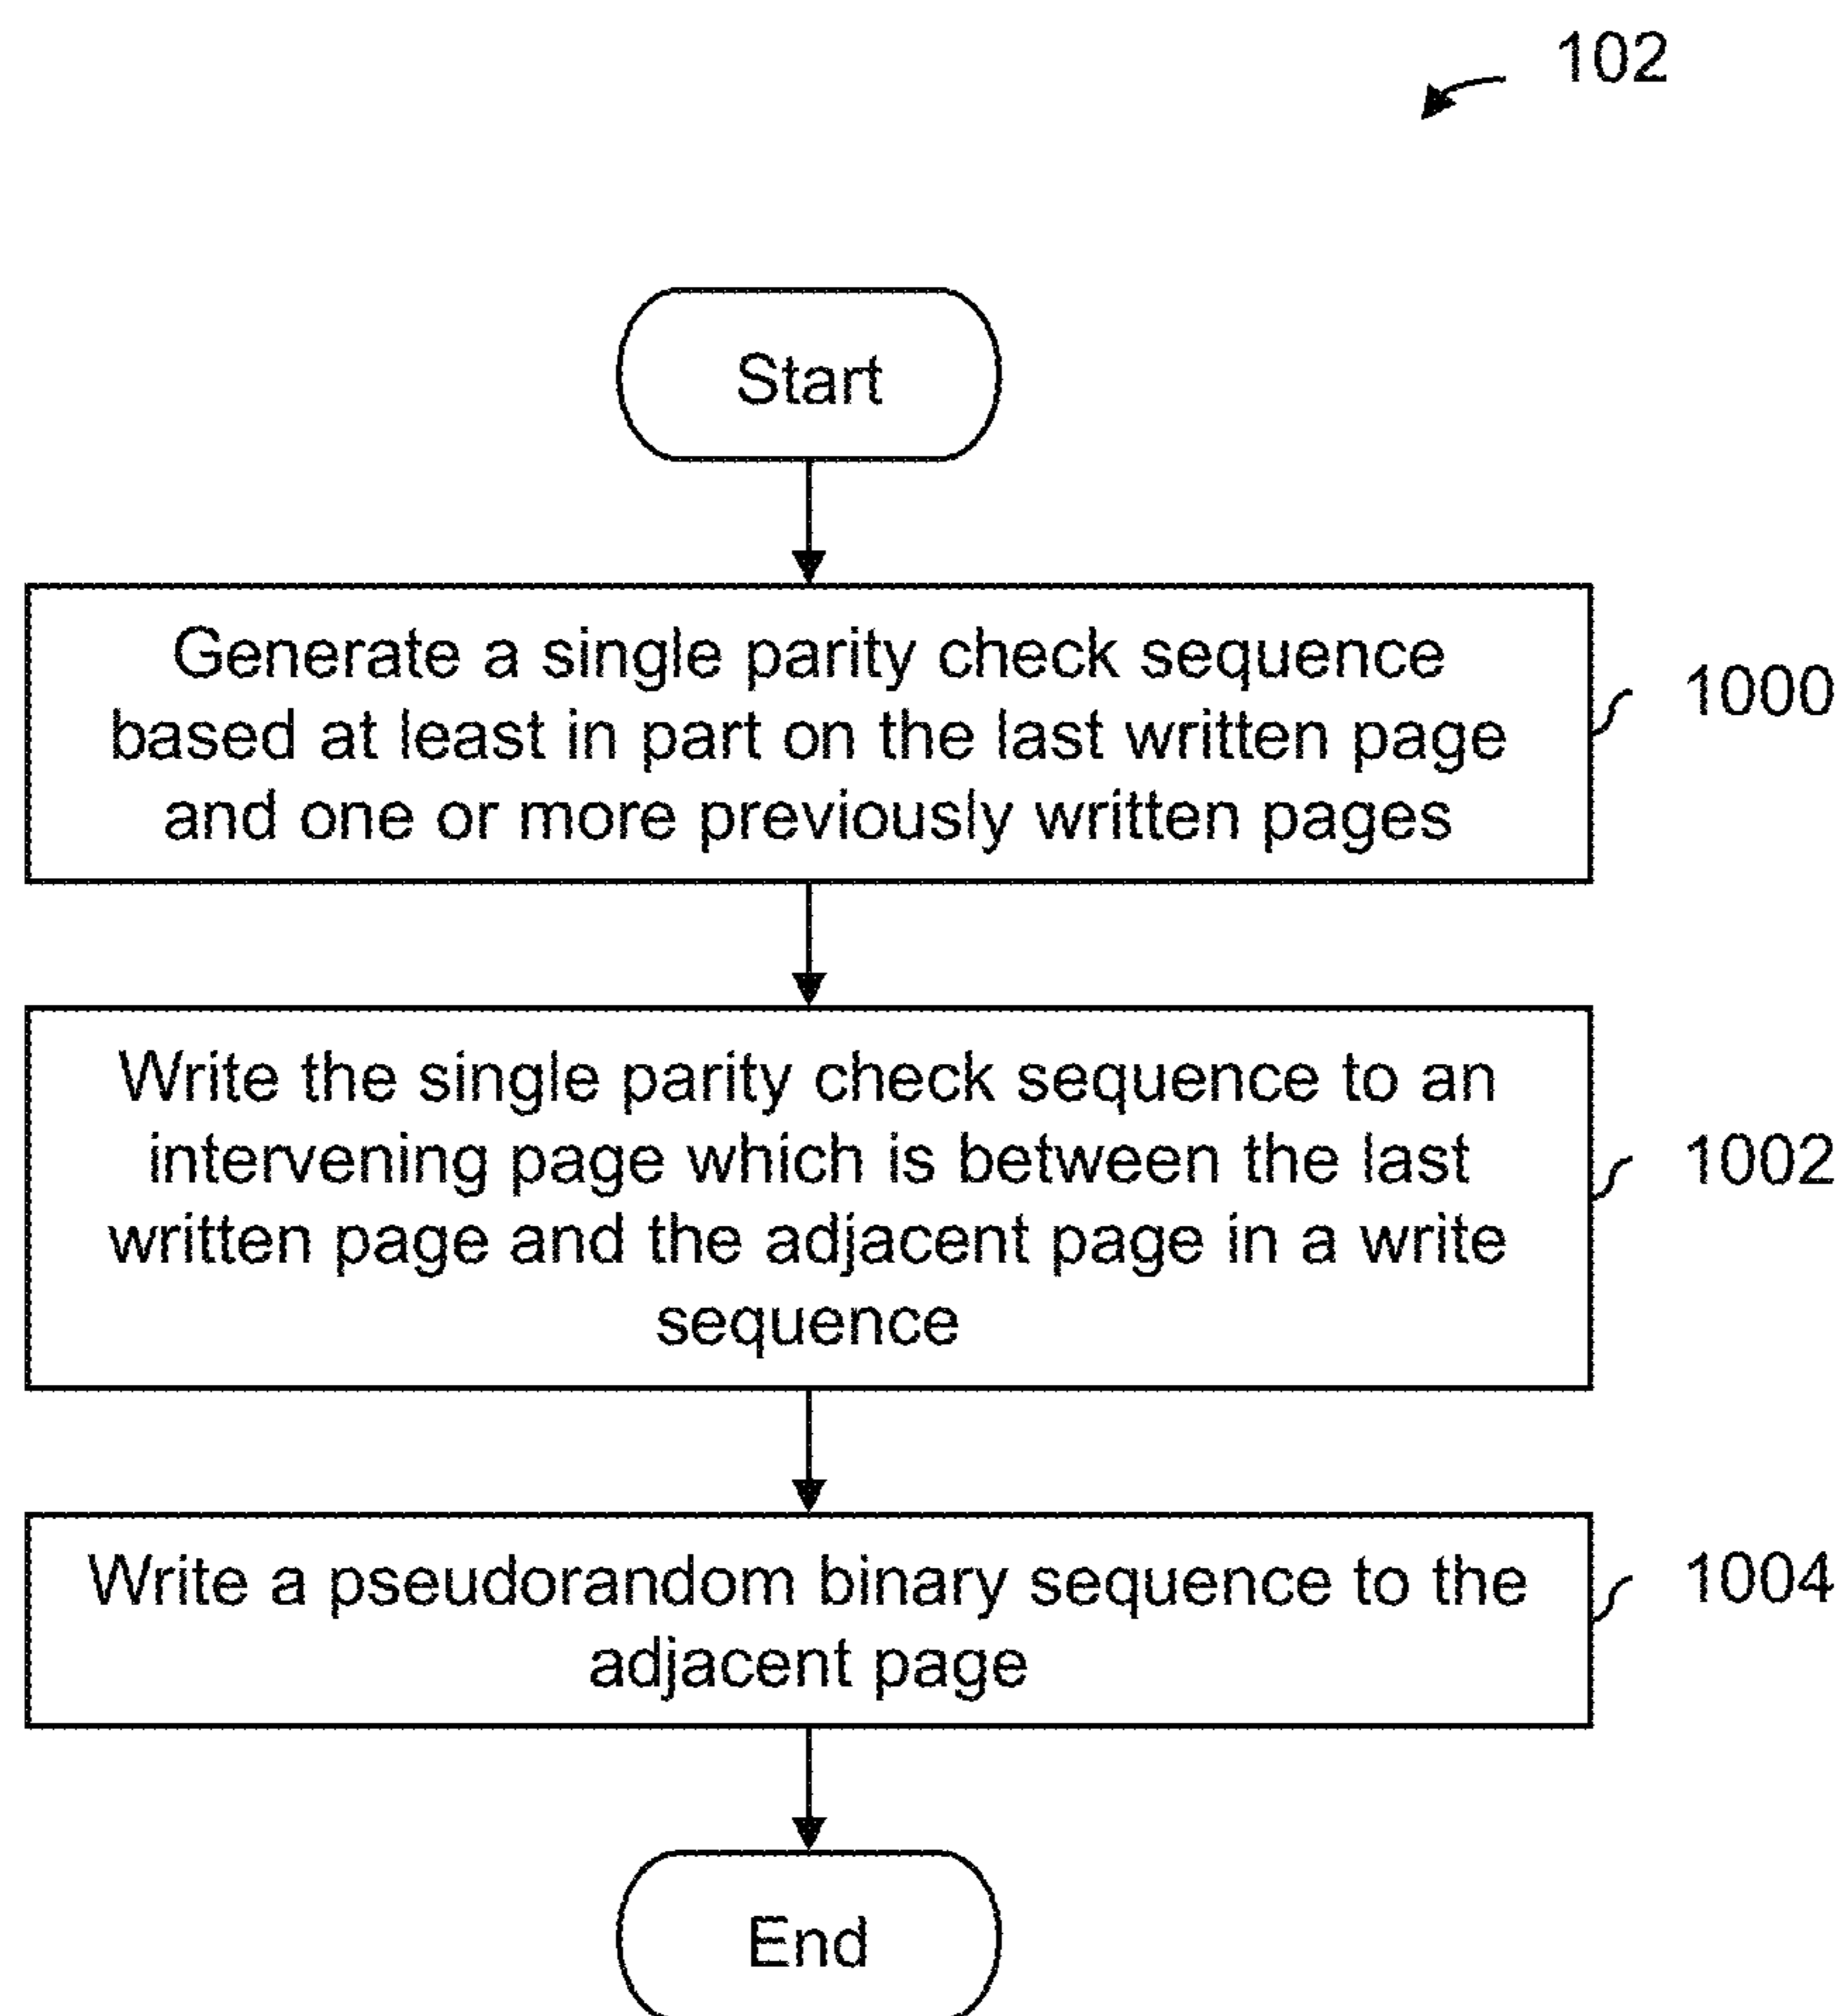 102
Start
Generate a single parity check sequence
based at least in part on the last written page
and one or more previously written pages
1000
Write the single parity check sequence to an
intervening page which is between the last
written page and the adjacent page in a write
sequence
1002
Write a pseudorandom binary sequence to the
adjacent page
1004
End